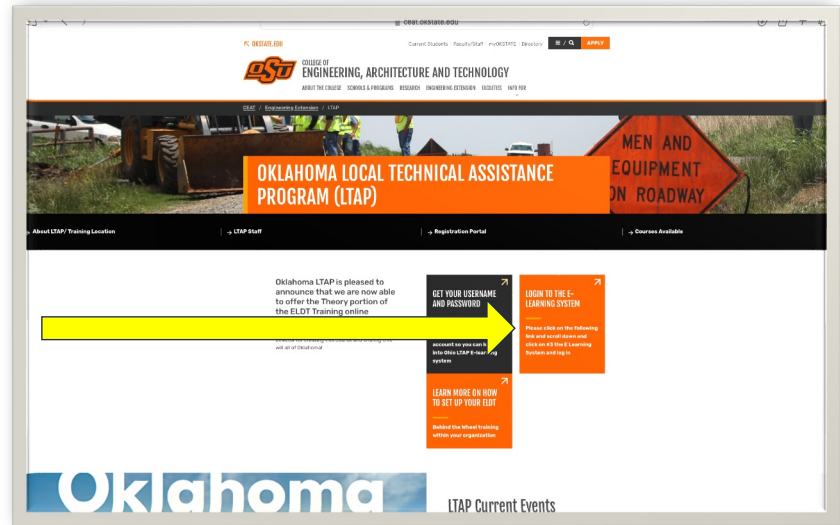 ceat.okstate.edu
OKSTATE.EDU
Current Students
Faculty/Staff
myOKSTATE
Directory
/
APPLY
OSU
COLLEGE OF
ENGINEERING, ARCHITECTURE AND TECHNOLOGY
ABOUT THE COLLEGE SCHOOLS & PROGRAMS RESEARCH ENGINEERING EXTENSION FACILITIES INFO FOR
CEAT / Engineering Extension / LTAP
MEN AND
EQUIPMENT
ON ROADWAY
OKLAHOMA LOCAL TECHNICAL ASSISTANCE
PROGRAM (LTAP)
→ About LTAP/ Training Location
→ LTAP Staff
→ Registration Portal
→ Courses Available
Oklahoma LTAP is pleased to
announce that we are now able
to offer the Theory portion of
the ELDT Training online
will all of Oklahoma!
GET YOUR USERNAME
AND PASSWORD
account so you can
into Ohio LTAP E-learning
system
LOGIN TO THE E-
LEARNING SYSTEM
Please click on the following
link and scroll down and
click on #3 the E Learning
System and log in
LEARN MORE ON HOW
TO SET UP YOUR ELDT
Behind the Wheel training
within your organization
Oklahoma
LTAP Current Events